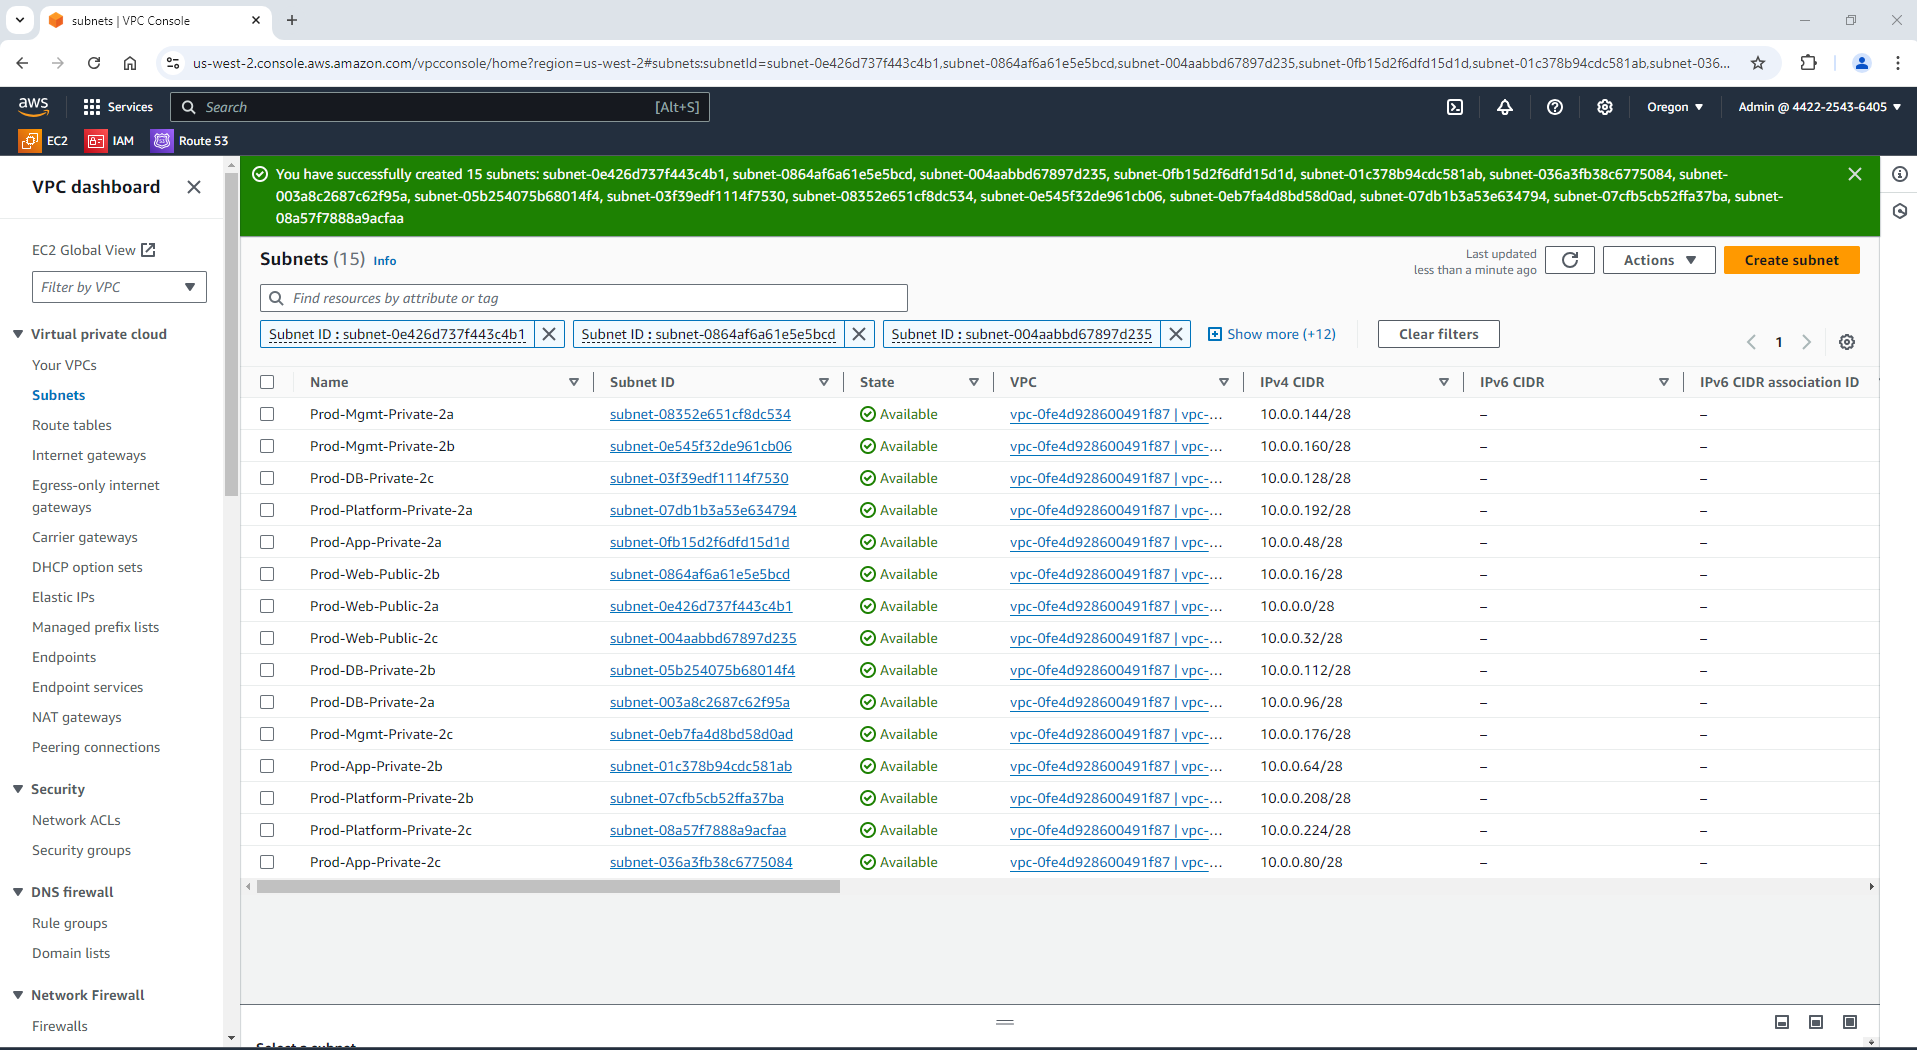 subnets | VPC Console
us-west-2.console.aws.amazon.com/vpcconsole/home?region=us-west-2#subnets:subnetId=subnet-0e426d737f443c4b1,subnet-0864af6a61e5e5bcd,subnet-004aabbd67897d235,subnet-0fb15d2f6dfd15d1d,subnet-01c378b94cdc581ab,subnet-036...
aws Services Search [Alt+S] Oregon Admin @ 4422-2543-6405
EC2 IAM Route 53
VPC dashboard
EC2 Global View
Filter by VPC
Virtual private cloud
Your VPCs
Subnets
Route tables
Internet gateways
Egress-only internet
gateways
Carrier gateways
DHCP option sets
Elastic IPs
Managed prefix lists
Endpoints
Endpoint services
NAT gateways
Peering connections
Security
Network ACLs
Security groups
DNS firewall
Rule groups
Domain lists
Network Firewall
Firewalls
You have successfully created 15 subnets: subnet-0e426d737f443c4b1, subnet-0864af6a61e5e5bcd, subnet-004aabbd67897d235, subnet-0fb15d2f6dfd15d1d, subnet-01c378b94cdc581ab, subnet-036a3fb38c6775084, subnet-
003a8c2687c62f95a, subnet-05b254075b68014f4, subnet-03f39edf1114f7530, subnet-08352e651cf8dc534, subnet-0e545f32de961cb06, subnet-0eb7fa4d8bd58d0ad, subnet-07db1b3a53e634794, subnet-07cfb5cb52ffa37ba, subnet-
08a57f7888a9acfaa
Subnets (15) Info
Last updated
less than a minute ago
Actions Create subnet
Find resources by attribute or tag
Subnet ID : subnet-0e426d737f443c4b1 Subnet ID : subnet-0864af6a61e5e5bcd Subnet ID : subnet-004aabbd67897d235 Show more (+12) Clear filters
1
Name Subnet ID State VPC IPv4 CIDR IPv6 CIDR IPv6 CIDR association ID
Prod-Mgmt-Private-2a subnet-08352e651cf8dc534 Available vpc-0fe4d928600491f87 | vpc-... 10.0.0.144/28 – –
Prod-Mgmt-Private-2b subnet-0e545f32de961cb06 Available vpc-0fe4d928600491f87 | vpc-... 10.0.0.160/28 – –
Prod-DB-Private-2c subnet-03f39edf1114f7530 Available vpc-0fe4d928600491f87 | vpc-... 10.0.0.128/28 – –
Prod-Platform-Private-2a subnet-07db1b3a53e634794 Available vpc-0fe4d928600491f87 | vpc-... 10.0.0.192/28 – –
Prod-App-Private-2a subnet-0fb15d2f6dfd15d1d Available vpc-0fe4d928600491f87 | vpc-... 10.0.0.48/28 – –
Prod-Web-Public-2b subnet-0864af6a61e5e5bcd Available vpc-0fe4d928600491f87 | vpc-... 10.0.0.16/28 – –
Prod-Web-Public-2a subnet-0e426d737f443c4b1 Available vpc-0fe4d928600491f87 | vpc-... 10.0.0.0/28 – –
Prod-Web-Public-2c subnet-004aabbd67897d235 Available vpc-0fe4d928600491f87 | vpc-... 10.0.0.32/28 – –
Prod-DB-Private-2b subnet-05b254075b68014f4 Available vpc-0fe4d928600491f87 | vpc-... 10.0.0.112/28 – –
Prod-DB-Private-2a subnet-003a8c2687c62f95a Available vpc-0fe4d928600491f87 | vpc-... 10.0.0.96/28 – –
Prod-Mgmt-Private-2c subnet-0eb7fa4d8bd58d0ad Available vpc-0fe4d928600491f87 | vpc-... 10.0.0.176/28 – –
Prod-App-Private-2b subnet-01c378b94cdc581ab Available vpc-0fe4d928600491f87 | vpc-... 10.0.0.64/28 – –
Prod-Platform-Private-2b subnet-07cfb5cb52ffa37ba Available vpc-0fe4d928600491f87 | vpc-... 10.0.0.208/28 – –
Prod-Platform-Private-2c subnet-08a57f7888a9acfaa Available vpc-0fe4d928600491f87 | vpc-... 10.0.0.224/28 – –
Prod-App-Private-2c subnet-036a3fb38c6775084 Available vpc-0fe4d928600491f87 | vpc-... 10.0.0.80/28 – –
Select a subnet